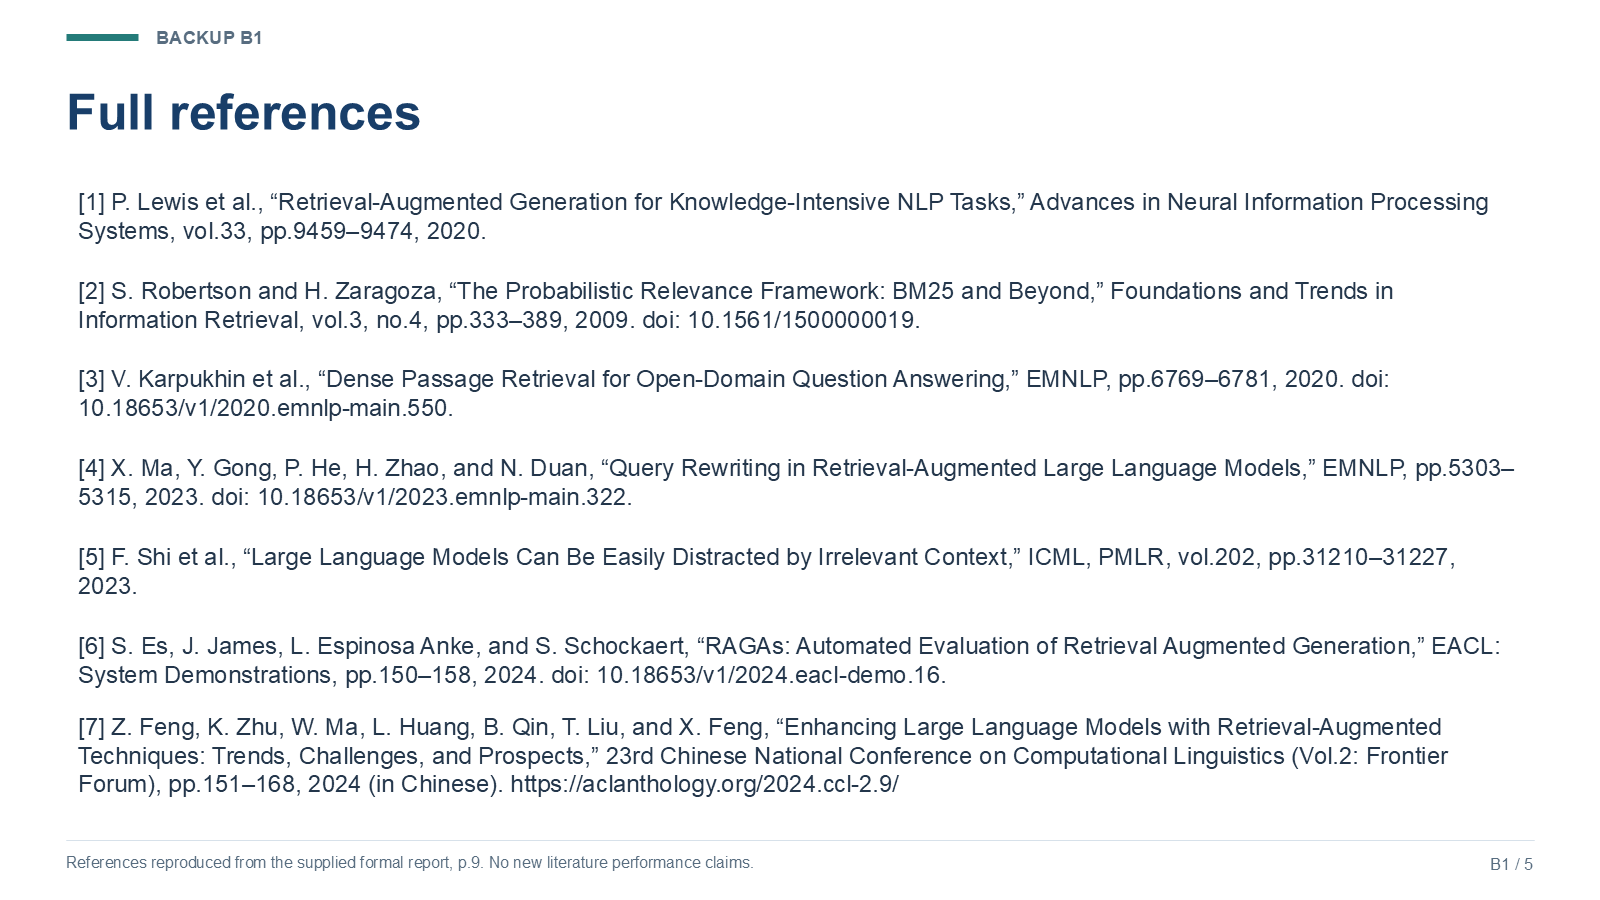 BACKUP B1
Full references
[1] P. Lewis et al., “Retrieval-Augmented Generation for Knowledge-Intensive NLP Tasks,” Advances in Neural Information Processing
Systems, vol.33, pp.9459–9474, 2020.
[2] S. Robertson and H. Zaragoza, “The Probabilistic Relevance Framework: BM25 and Beyond,” Foundations and Trends in
Information Retrieval, vol.3, no.4, pp.333–389, 2009. doi: 10.1561/1500000019.
[3] V. Karpukhin et al., “Dense Passage Retrieval for Open-Domain Question Answering,” EMNLP, pp.6769–6781, 2020. doi:
10.18653/v1/2020.emnlp-main.550.
[4] X. Ma, Y. Gong, P. He, H. Zhao, and N. Duan, “Query Rewriting in Retrieval-Augmented Large Language Models,” EMNLP, pp.5303–
5315, 2023. doi: 10.18653/v1/2023.emnlp-main.322.
[5] F. Shi et al., “Large Language Models Can Be Easily Distracted by Irrelevant Context,” ICML, PMLR, vol.202, pp.31210–31227,
2023.
[6] S. Es, J. James, L. Espinosa Anke, and S. Schockaert, “RAGAs: Automated Evaluation of Retrieval Augmented Generation,” EACL:
System Demonstrations, pp.150–158, 2024. doi: 10.18653/v1/2024.eacl-demo.16.
[7] Z. Feng, K. Zhu, W. Ma, L. Huang, B. Qin, T. Liu, and X. Feng, “Enhancing Large Language Models with Retrieval-Augmented
Techniques: Trends, Challenges, and Prospects,” 23rd Chinese National Conference on Computational Linguistics (Vol.2: Frontier
Forum), pp.151–168, 2024 (in Chinese). https://aclanthology.org/2024.ccl-2.9/
References reproduced from the supplied formal report, p.9. No new literature performance claims.
B1 / 5